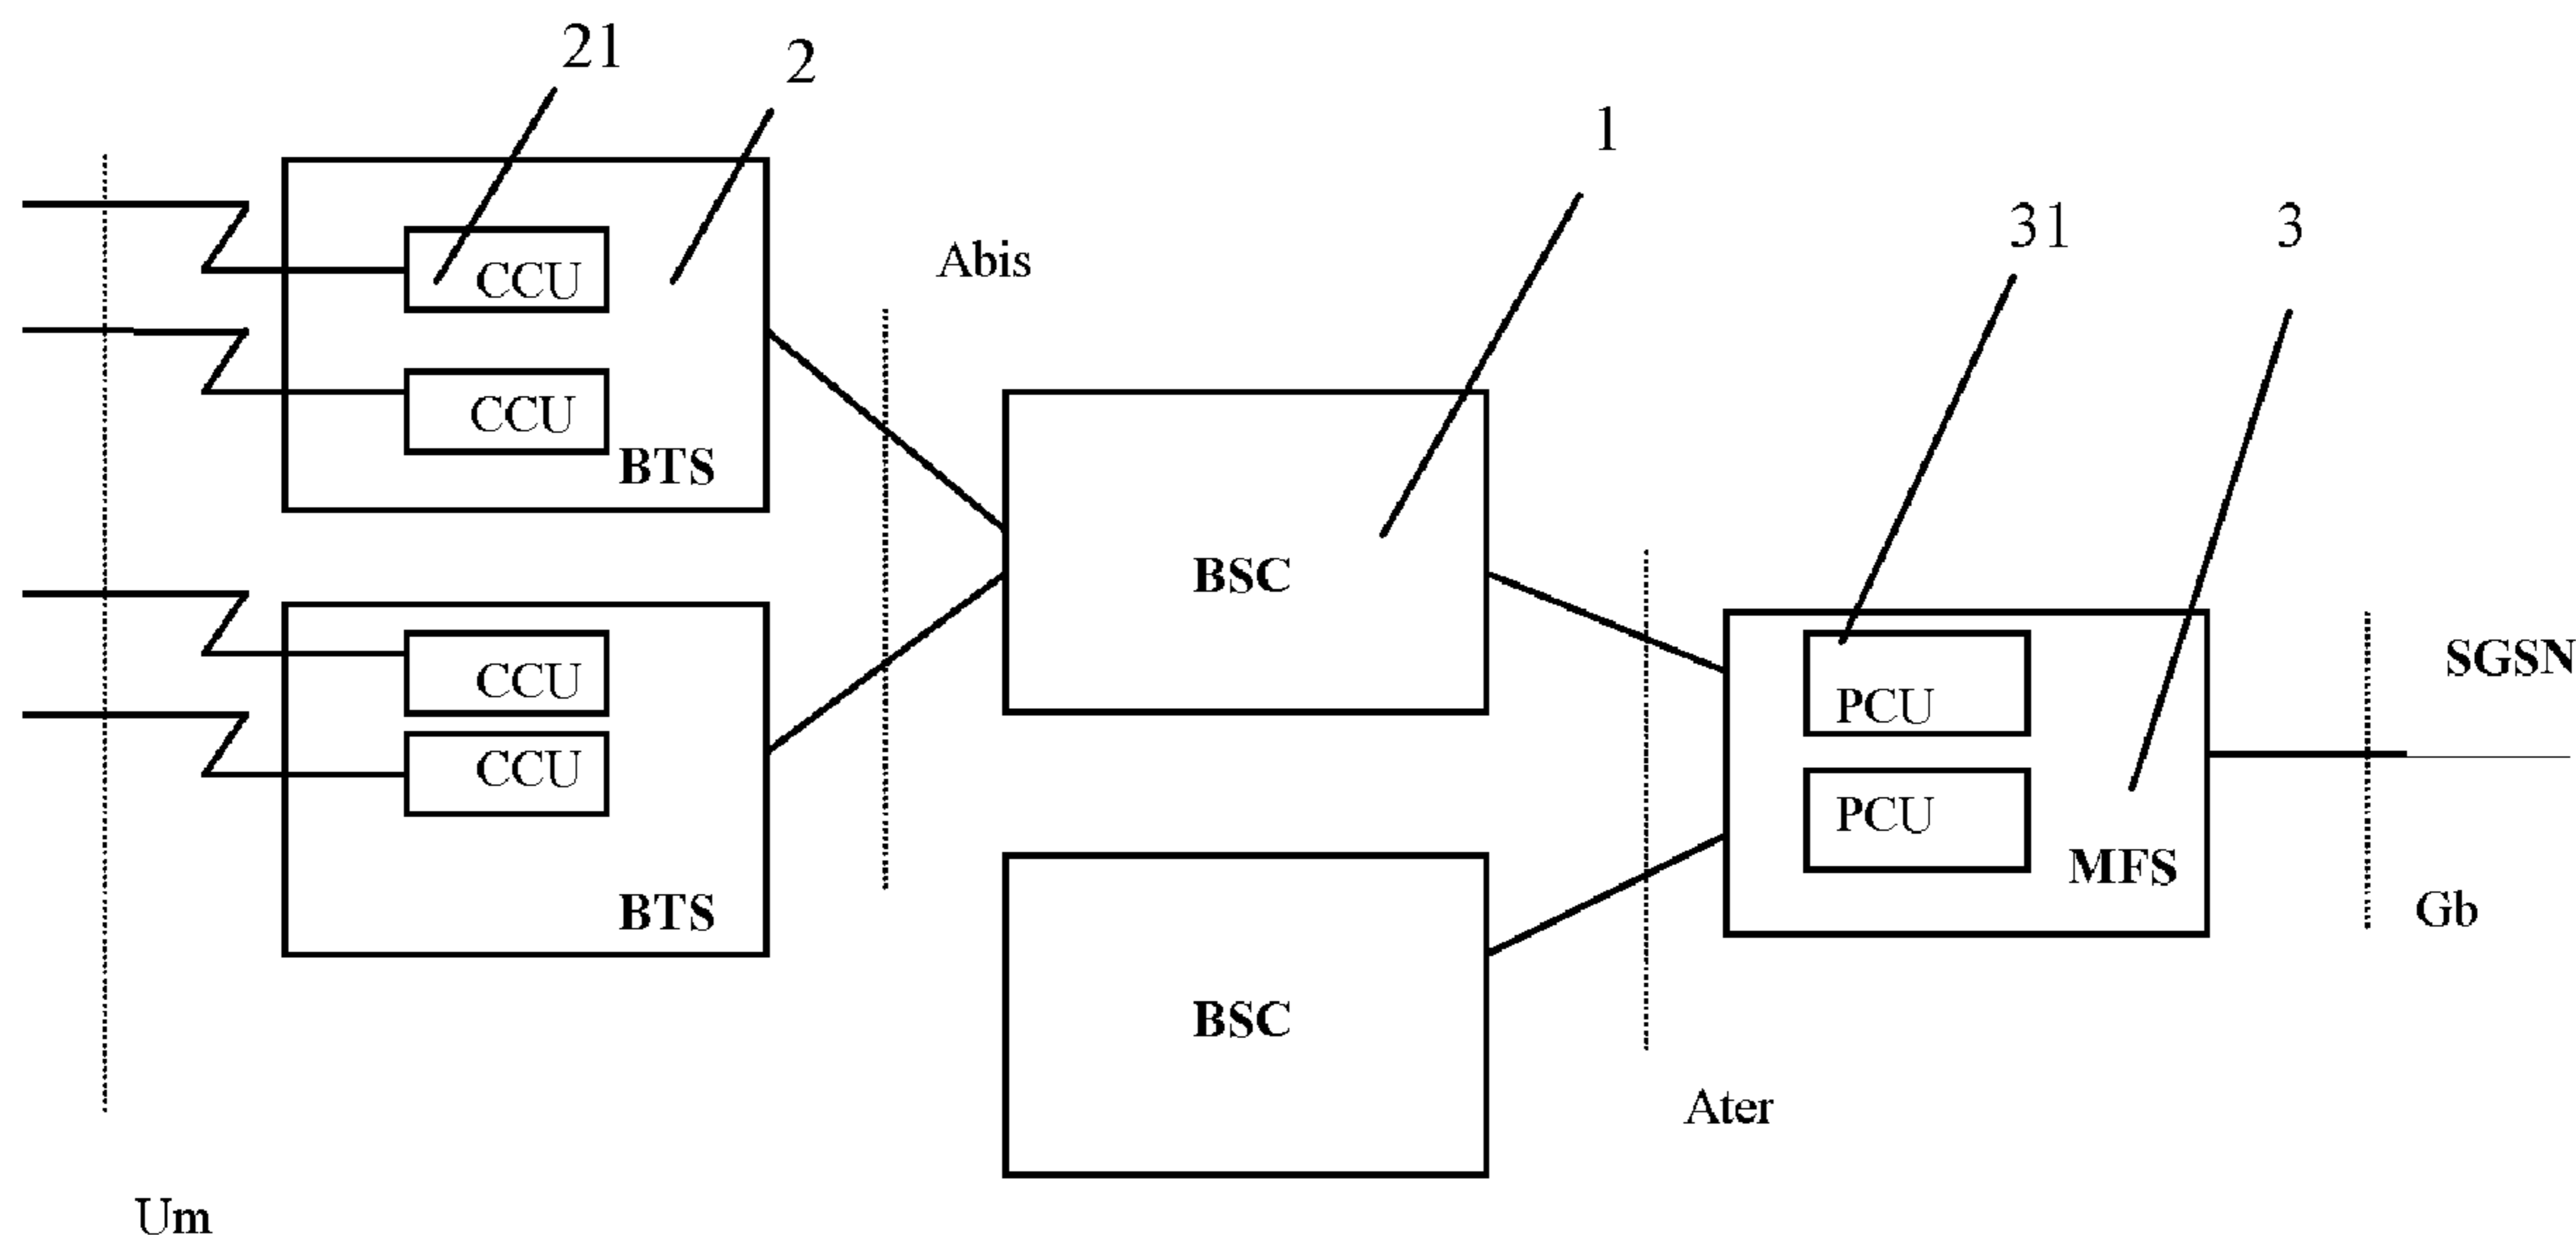 21
2
1
31
3
Abis
CCU
CCU
BTS
BSC
CCU
CCU
BTS
PCU
PCU
MFS
SGSN
Gb
BSC
Ater
Um